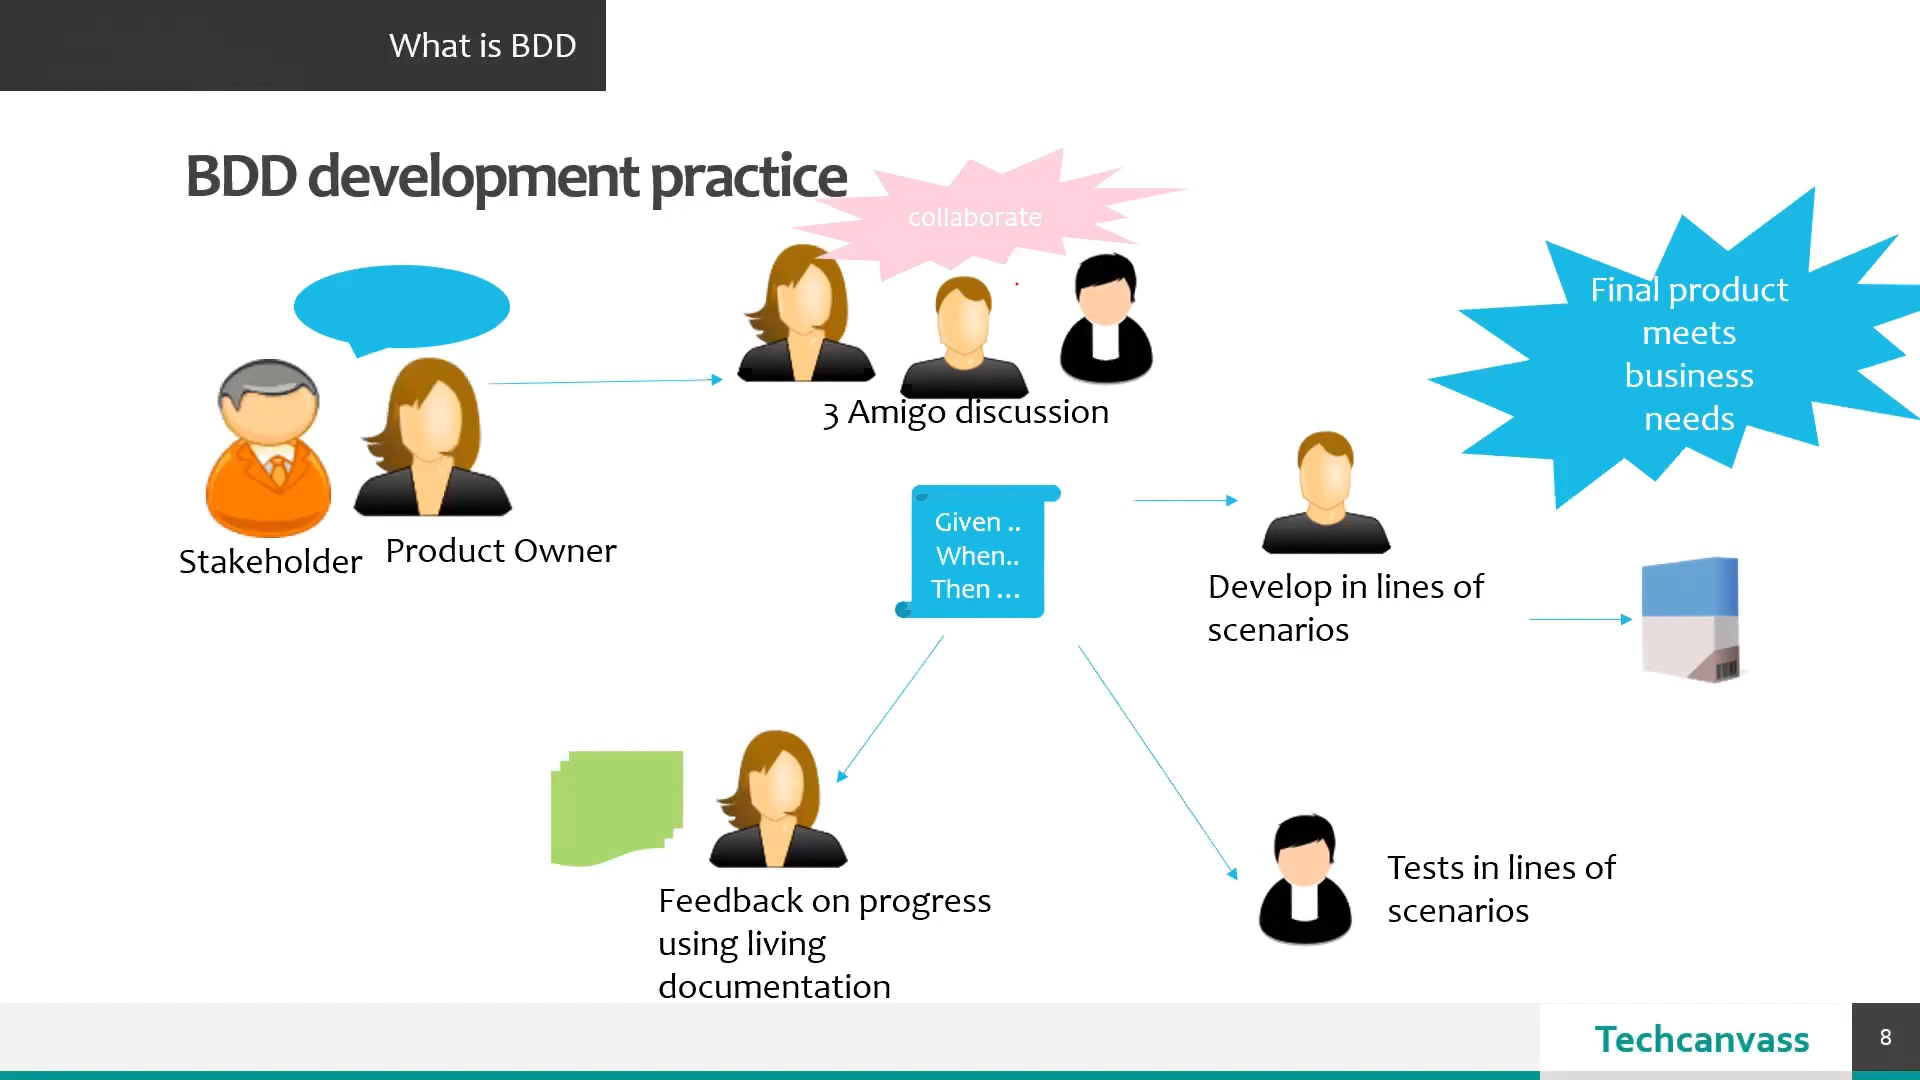 What is BDD
BDD development practice
collaborate
Final product
meets
business
needs
3 Amigo discussion
Given ..
When..
Then ...
Stakeholder
Product Owner
Develop in lines of
scenarios
Feedback on progress
using living
documentation
Tests in lines of
scenarios
Techcanvass
8